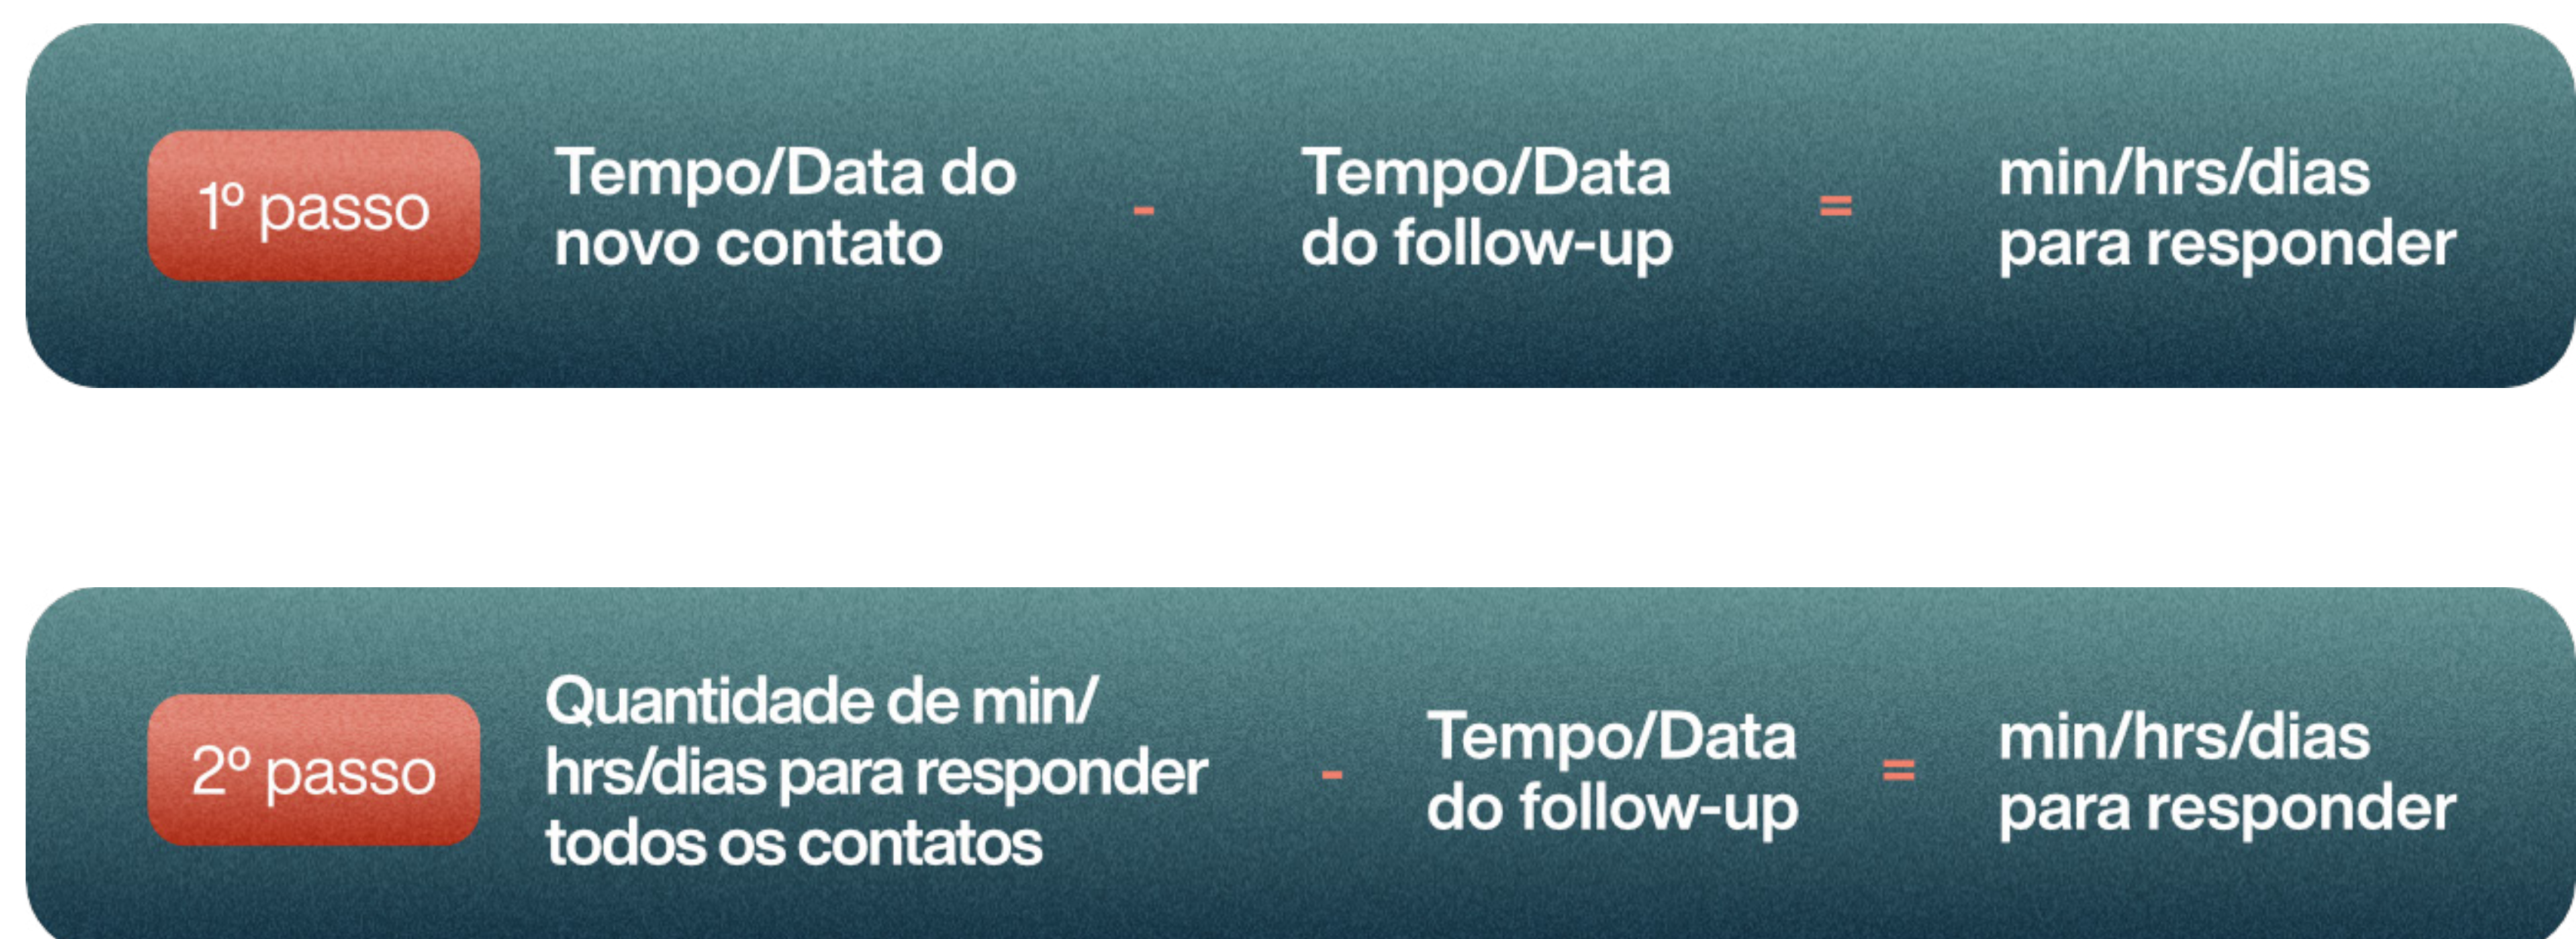 1º passo
Tempo/Data do
novo contato
-
Tempo/Data
do follow-up
=
min/hrs/dias
para responder
2º passo
Quantidade de min/
hrs/dias para responder
todos os contatos
-
Tempo/Data
do follow-up
=
min/hrs/dias
para responder